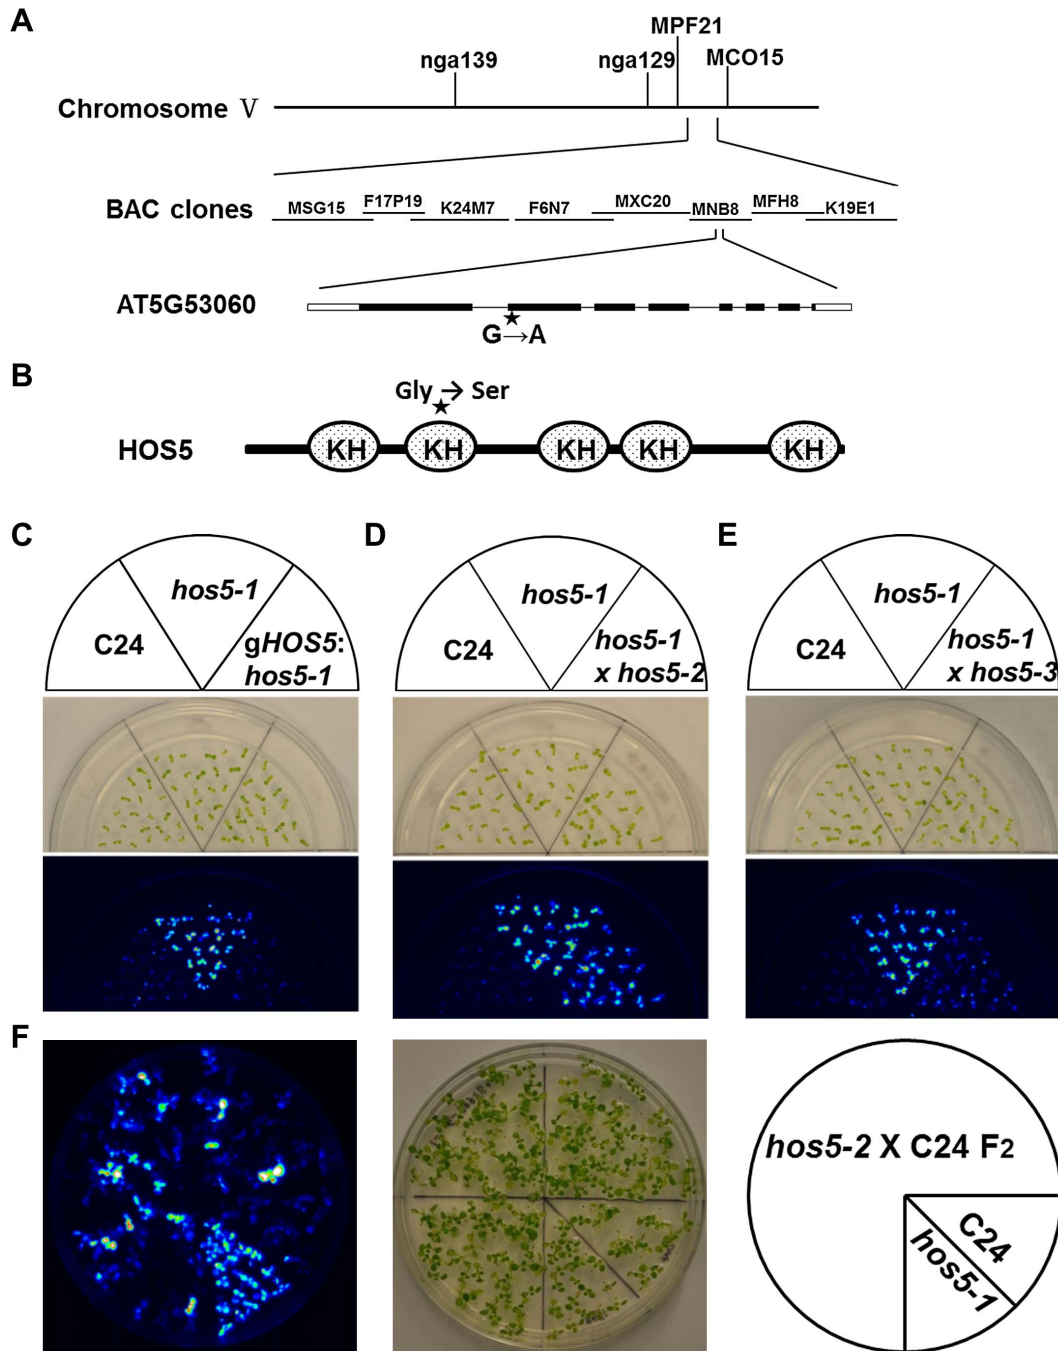 A
MPF21
nga139
nga129
MCO15
Chromosome V
BAC clones
MSG15
F17P19
K24M7
F6N7
MXC20
MNB8
MFH8
K19E1
AT5G53060
★
G→A
B
Gly → Ser
★
HOS5
KH KH KH KH KH
C
hos5-1
C24
gHOS5:
hos5-1
D
hos5-1
C24
hos5-1
x hos5-2
E
hos5-1
C24
hos5-1
x hos5-3
F
hos5-2 X C24 F2
C24
hos5-1